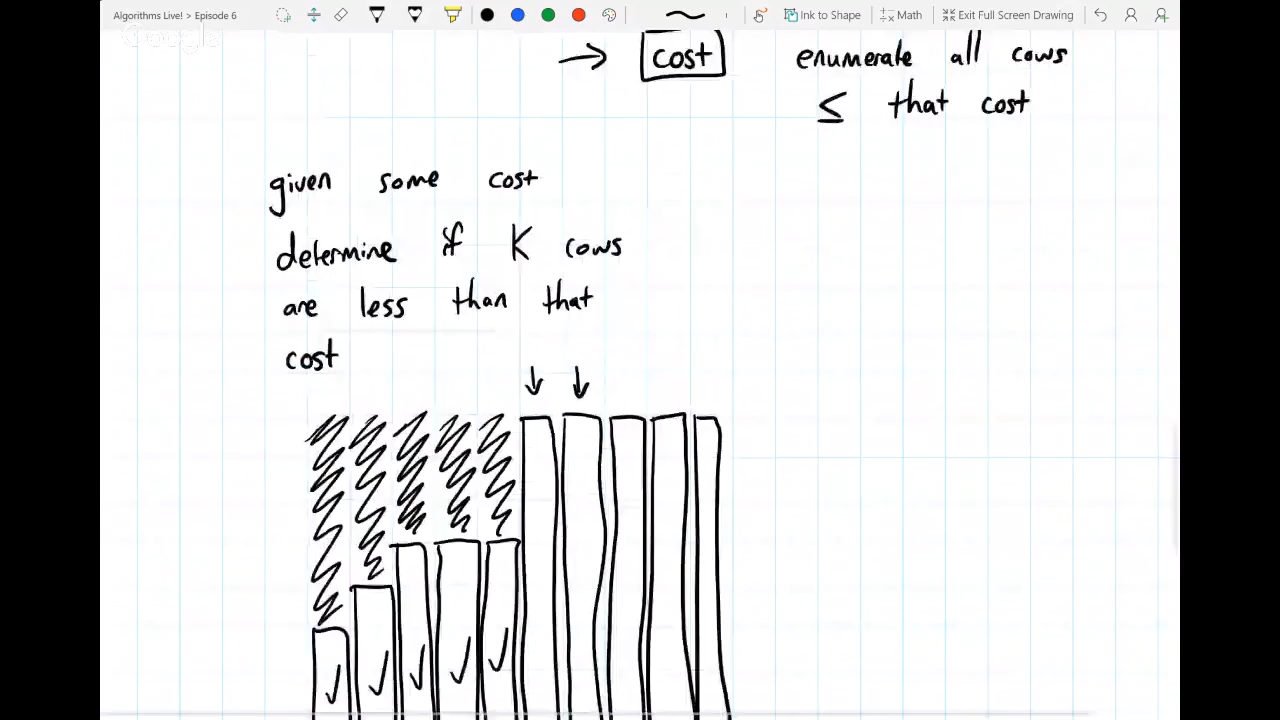 Algorithms Live! > Episode 6
Ink to Shape
Math
Exit Full Screen Drawing
Google
→ cost
enumerate all cows
≤ that cost
given some cost
determine if K cows
are less than that
cost